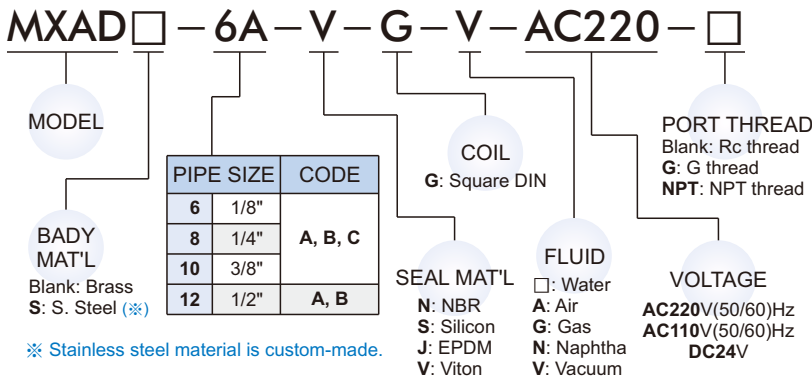 MXAD□ – 6A – V – G – V – AC220 – □
MODEL
BADY
MAT'L
Blank: Brass
S: S. Steel (※)
※ Stainless steel material is custom-made.
PIPE SIZE CODE
6 1/8"
8 1/4" A, B, C
10 3/8"
12 1/2" A, B
SEAL MAT'L
N: NBR
S: Silicon
J: EPDM
V: Viton
COIL
G: Square DIN
FLUID
□: Water
A: Air
G: Gas
N: Naphtha
V: Vacuum
VOLTAGE
AC220V(50/60)Hz
AC110V(50/60)Hz
DC24V
PORT THREAD
Blank: Rc thread
G: G thread
NPT: NPT thread